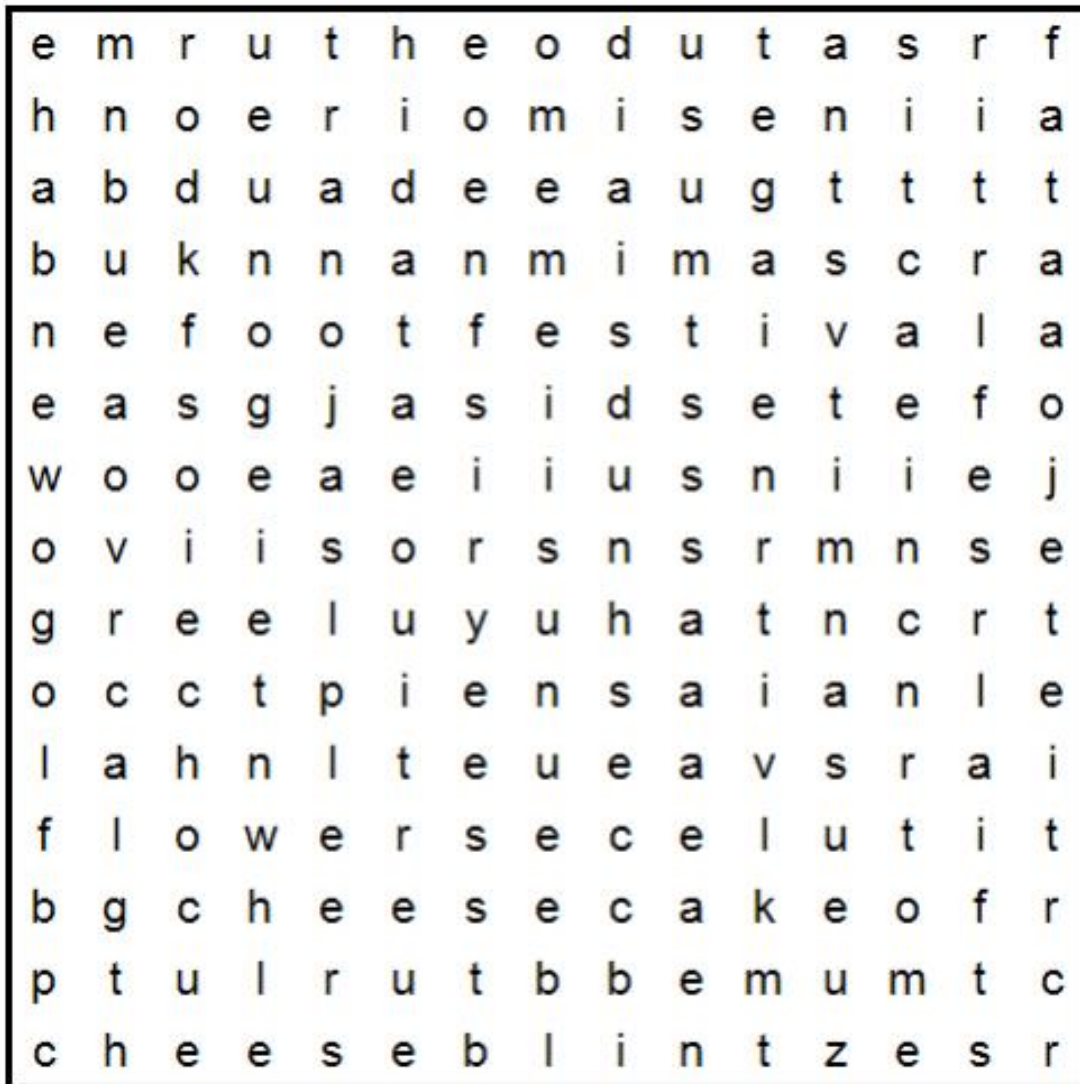 e m r u t h e o d u t a s r f
h n o e r i o m i s e n i i a
a b d u a d e e a u g t t t t
b u k n n a n m i m a s c r a
n e f o o t f e s t i v a l a
e a s g j a s i d s e t e f o
w o o e a e i i u s n i i e j
o v i i s o r s n s r m n s e
g r e e l u y u h a t n c r t
o c c t p i e n s a i a n l e
l a h n l t e u e a v s r a i
f l o w e r s e c e l u t i t
b g c h e e s e c a k e o f r
p t u l r u t b b e m u m t c
c h e e s e b l i n t z e s r